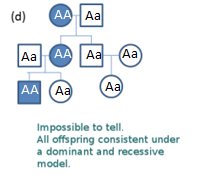 (d) AA Aa
Aa AA Aa Aa
AA Aa Aa
Impossible to tell.
All offspring consistent under
a dominant and recessive
model.